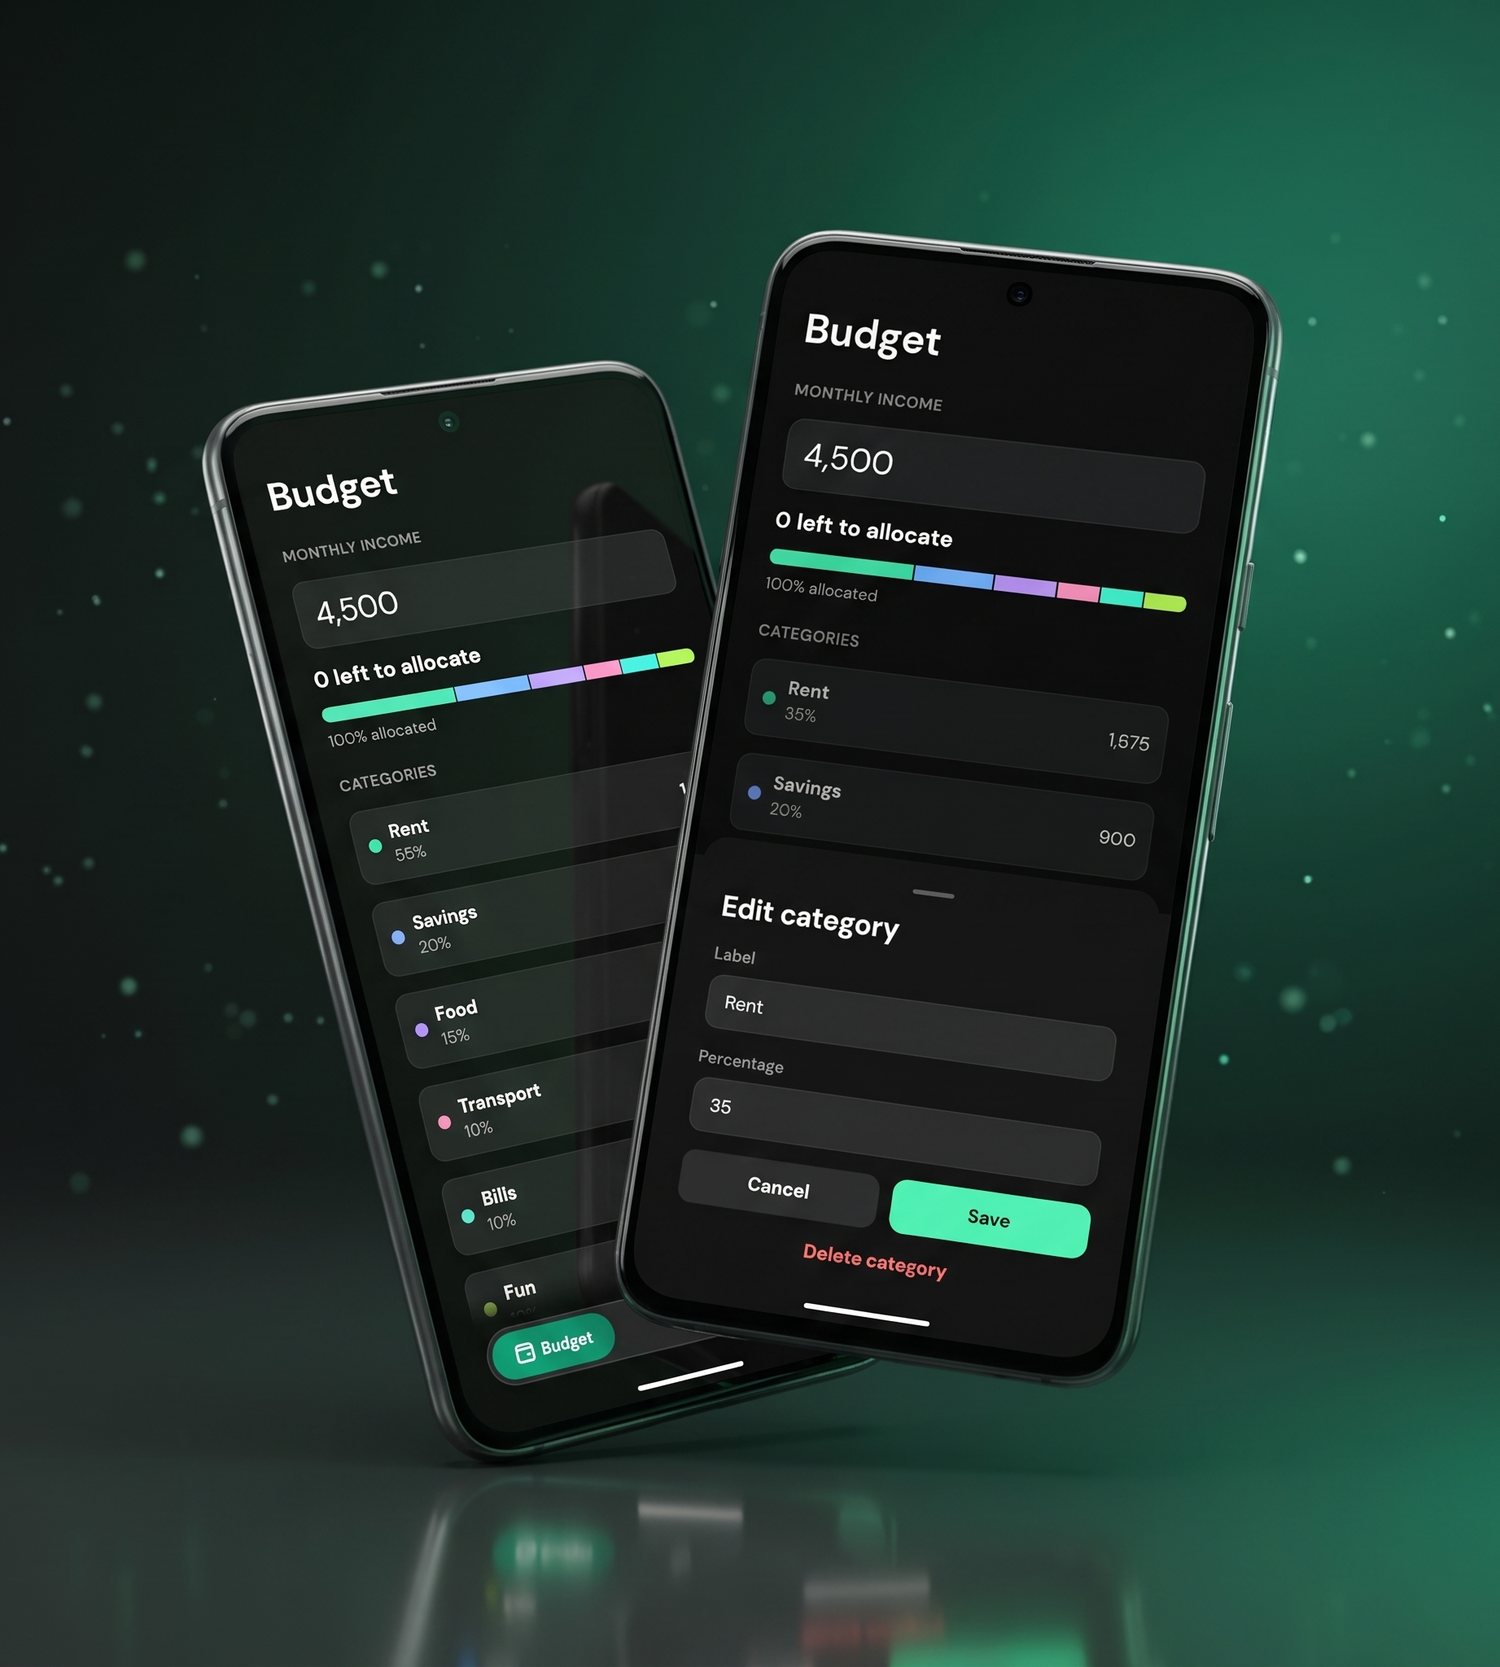 Budget
MONTHLY INCOME
4,500
0 left to allocate
100% allocated
CATEGORIES
Rent
55%
Savings
20%
Food
15%
Transport
10%
Bills
10%
Fun
Budget
Budget
MONTHLY INCOME
4,500
0 left to allocate
100% allocated
CATEGORIES
Rent
35%
1,675
Savings
20%
900
Edit category
Label
Rent
Percentage
35
Cancel
Save
Delete category